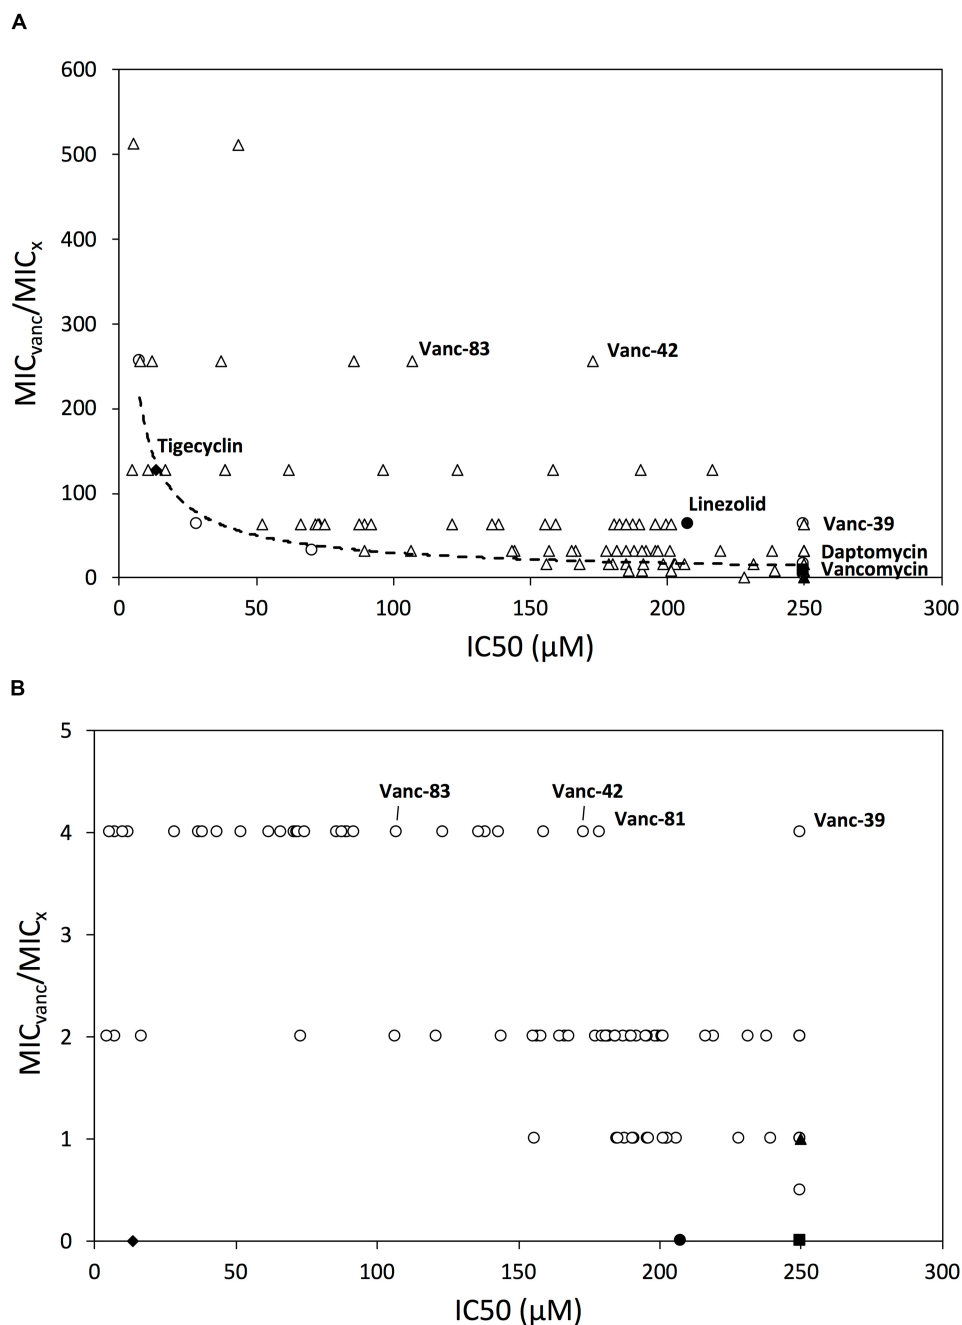 A
600
500
400
300
200
100
0
MICvanc/MICx
Vanc-83
Vanc-42
Tigecyclin
Linezolid
Vanc-39
Daptomycin
Vancomycin
0 50 100 150 200 250 300
IC50 (µM)
B
5
4
3
2
1
0
MICvanc/MICx
Vanc-83
Vanc-42
Vanc-81
Vanc-39
0 50 100 150 200 250 300
IC50 (µM)